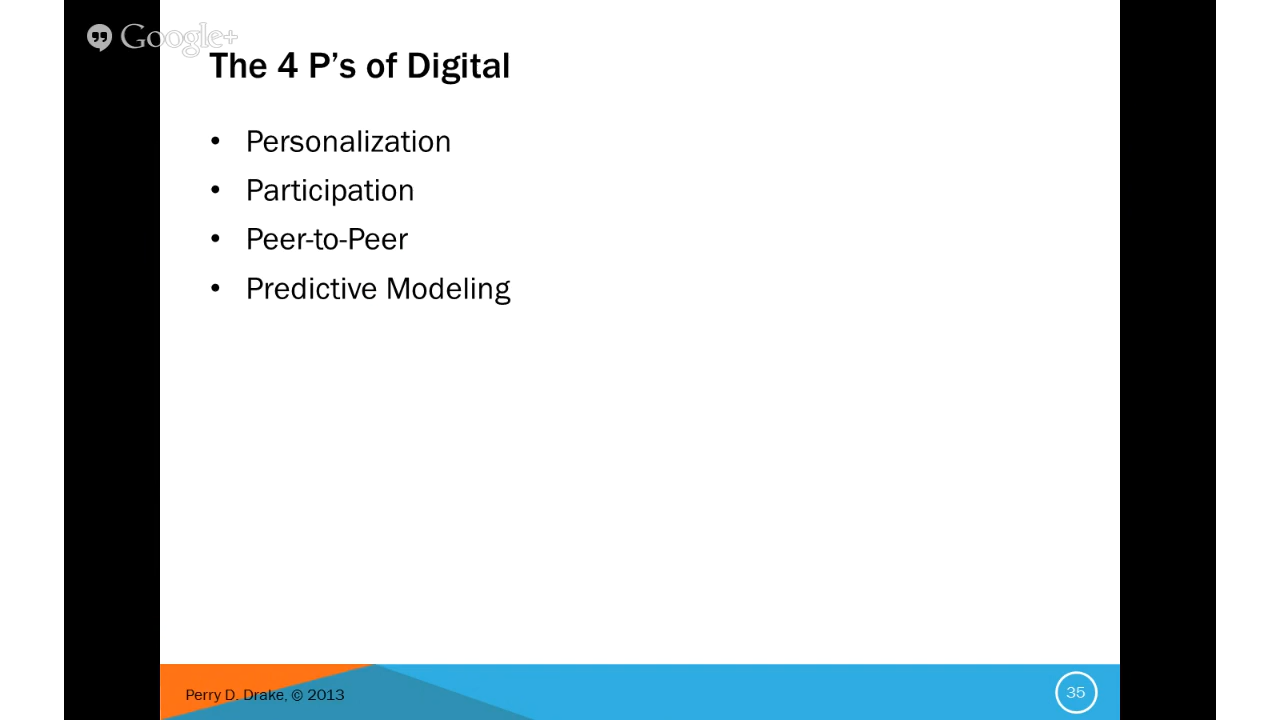 Google+
The 4 P’s of Digital
• Personalization
• Participation
• Peer-to-Peer
• Predictive Modeling
Perry D. Drake, © 2013
35